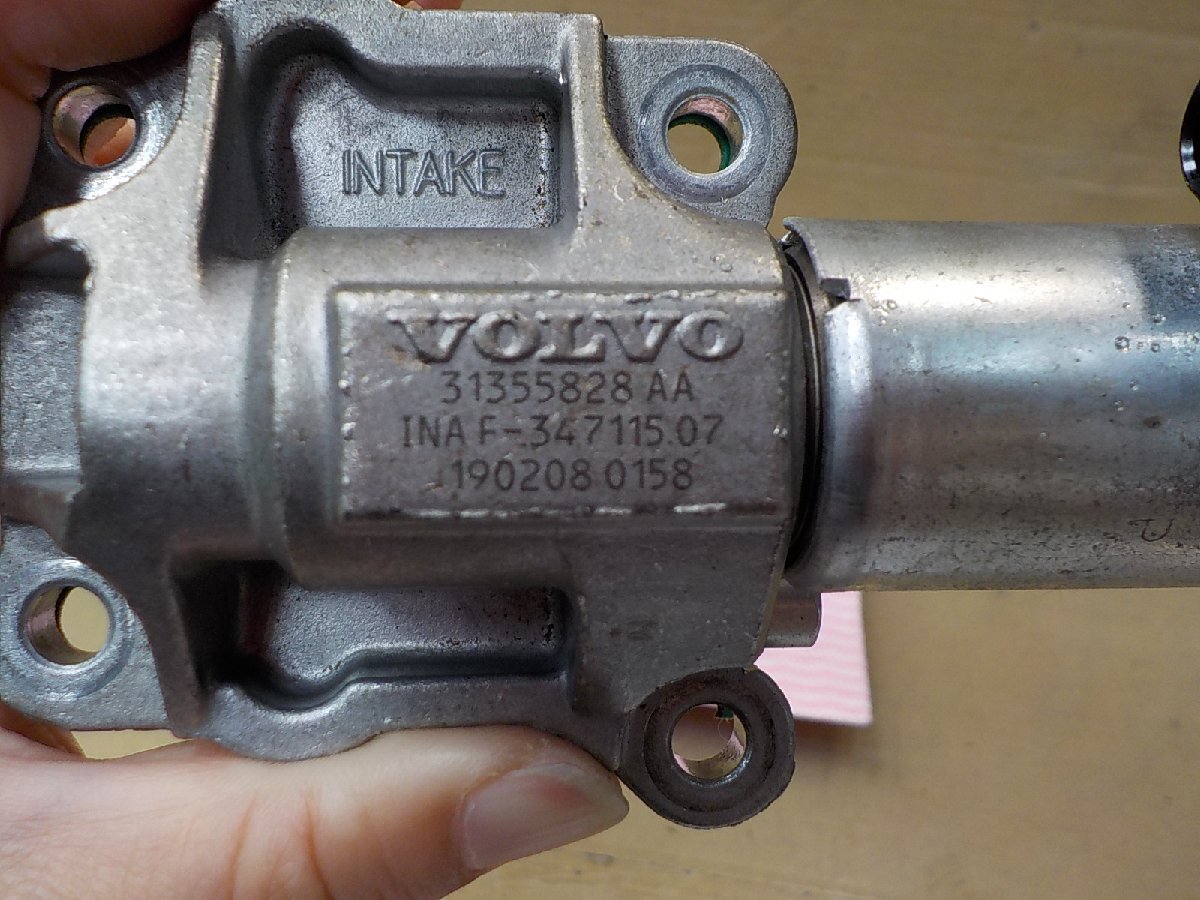 INTAKE
VOLVO
31355828 AA
INA F-347115.07
190208 0158